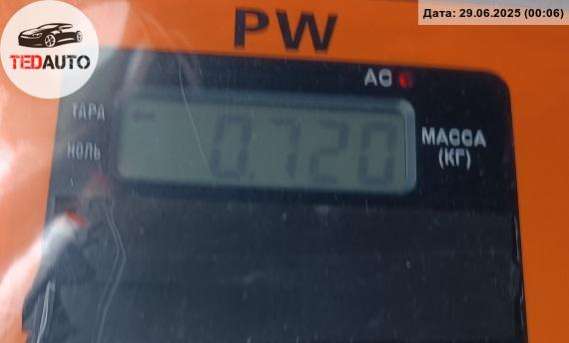 Дата: 29.06.2025 (00:06)
PW
TEDAUTO
AC
ТАРА
НОЛЬ
0.720
МАССА
(КГ)